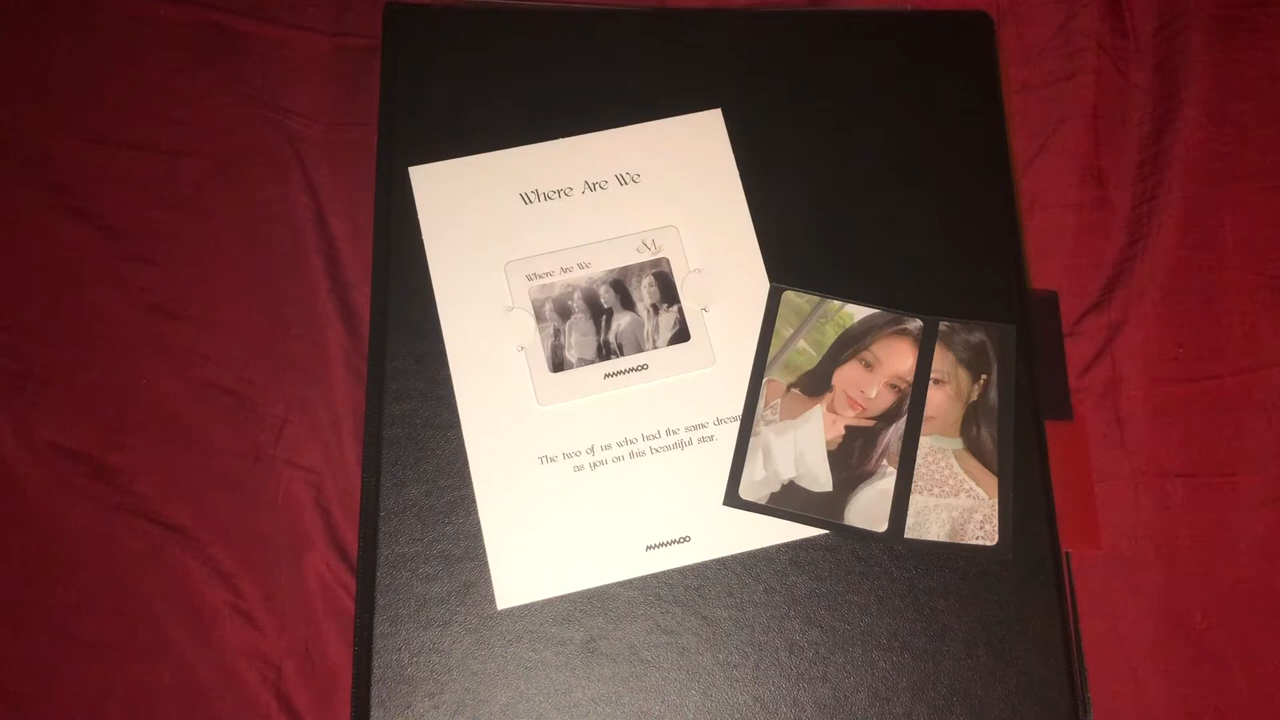 Where Are We
Where Are We
MAMAMOO
The two of us who had the same dream
as you on this beautiful star.
MAMAMOO